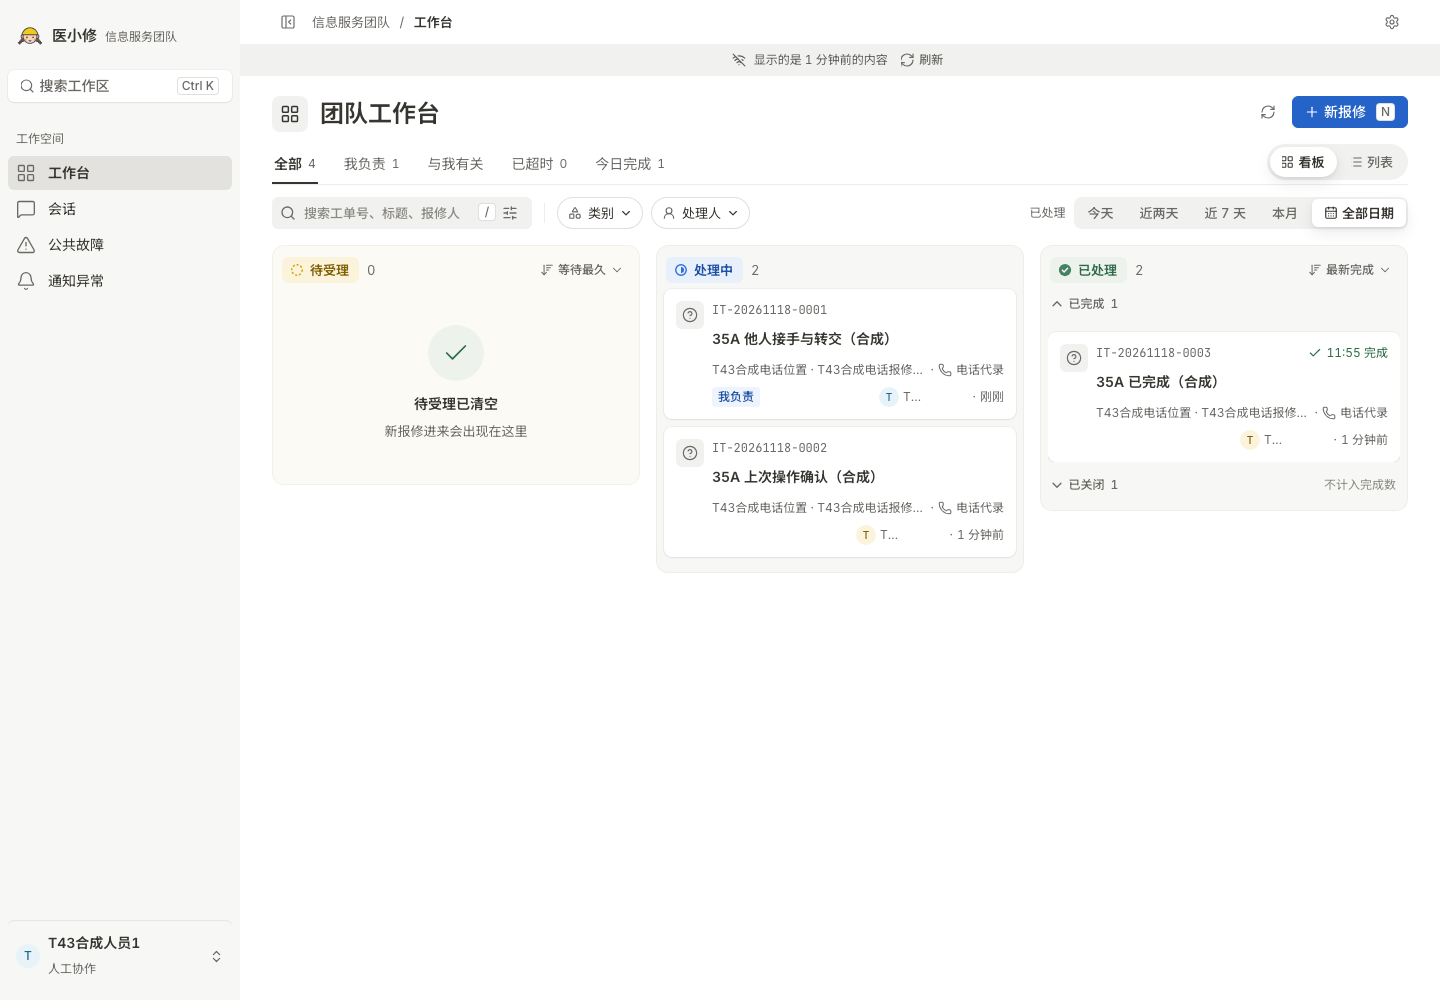 医小修 信息服务团队
搜索工作区 Ctrl K
工作空间
工作台
会话
公共故障
通知异常
T43合成人员1
T
人工协作
信息服务团队 / 工作台
显示的是 1 分钟前的内容 刷新
团队工作台
新报修 N
全部 4 我负责 1 与我有关 已超时 0 今日完成 1
看板 列表
搜索工单号、标题、报修人 /
类别 处理人
已处理 今天 近两天 近 7 天 本月 全部日期
待受理 0 等待最久
待受理已清空
新报修进来会出现在这里
处理中 2
IT-20261118-0001
35A 他人接手与转交（合成）
T43合成电话位置 · T43合成电话报修... · 电话代录
我负责 T T... · 刚刚
IT-20261118-0002
35A 上次操作确认（合成）
T43合成电话位置 · T43合成电话报修... · 电话代录
T T... · 1 分钟前
已处理 2 最新完成
已完成 1
IT-20261118-0003 11:55 完成
35A 已完成（合成）
T43合成电话位置 · T43合成电话报修... · 电话代录
T T... · 1 分钟前
已关闭 1 不计入完成数